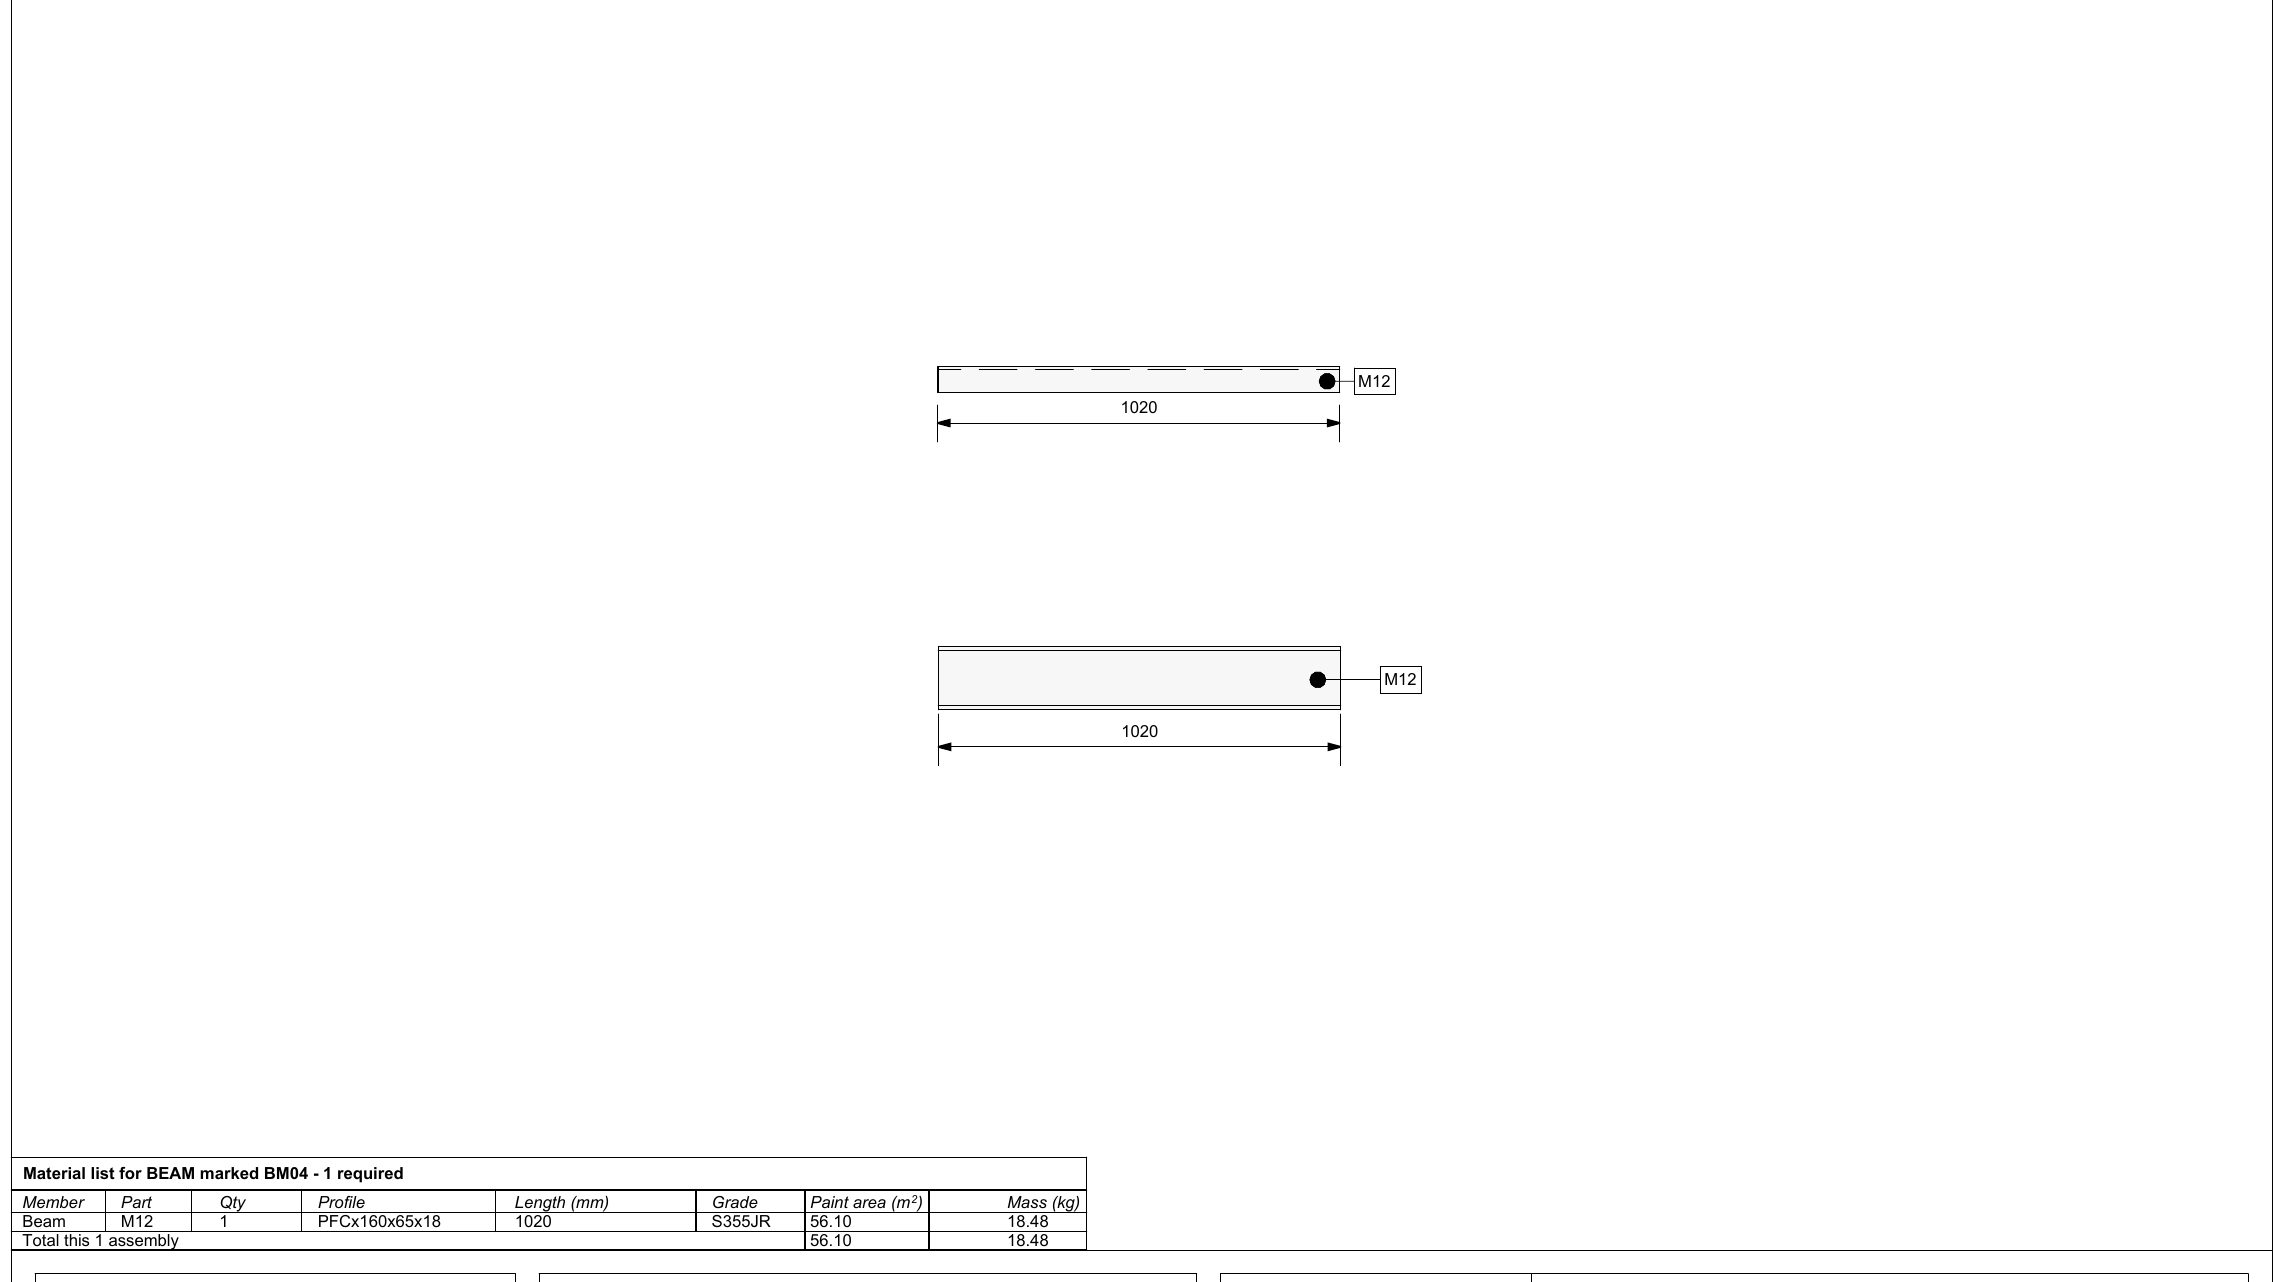 M12
1020
M12
1020
Material list for BEAM marked BM04 - 1 required
Member Part Qty Profile Length (mm) Grade Paint area (m²) Mass (kg)
Beam M12 1 PFCx160x65x18 1020 S355JR 56.10 18.48
Total this 1 assembly 56.10 18.48